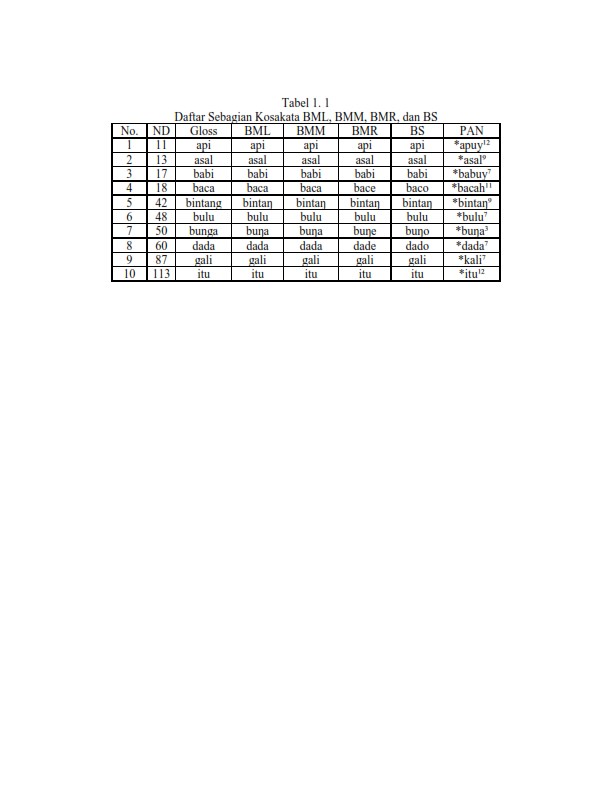 Tabel 1. 1
Daftar Sebagian Kosakata BML, BMM, BMR, dan BS
No. ND Gloss BML BMM BMR BS PAN
1 11 api api api api api *apuy¹²
2 13 asal asal asal asal asal *asal⁹
3 17 babi babi babi babi babi *babuy⁷
4 18 baca baca baca bace baco *bacah¹¹
5 42 bintang bintaŋ bintaŋ bintaŋ bintaŋ *bintaŋ⁹
6 48 bulu bulu bulu bulu bulu *bulu⁷
7 50 bunga buŋa buŋa buŋe buŋo *buŋa³
8 60 dada dada dada dade dado *dada⁷
9 87 gali gali gali gali gali *kali⁷
10 113 itu itu itu itu itu *itu¹²